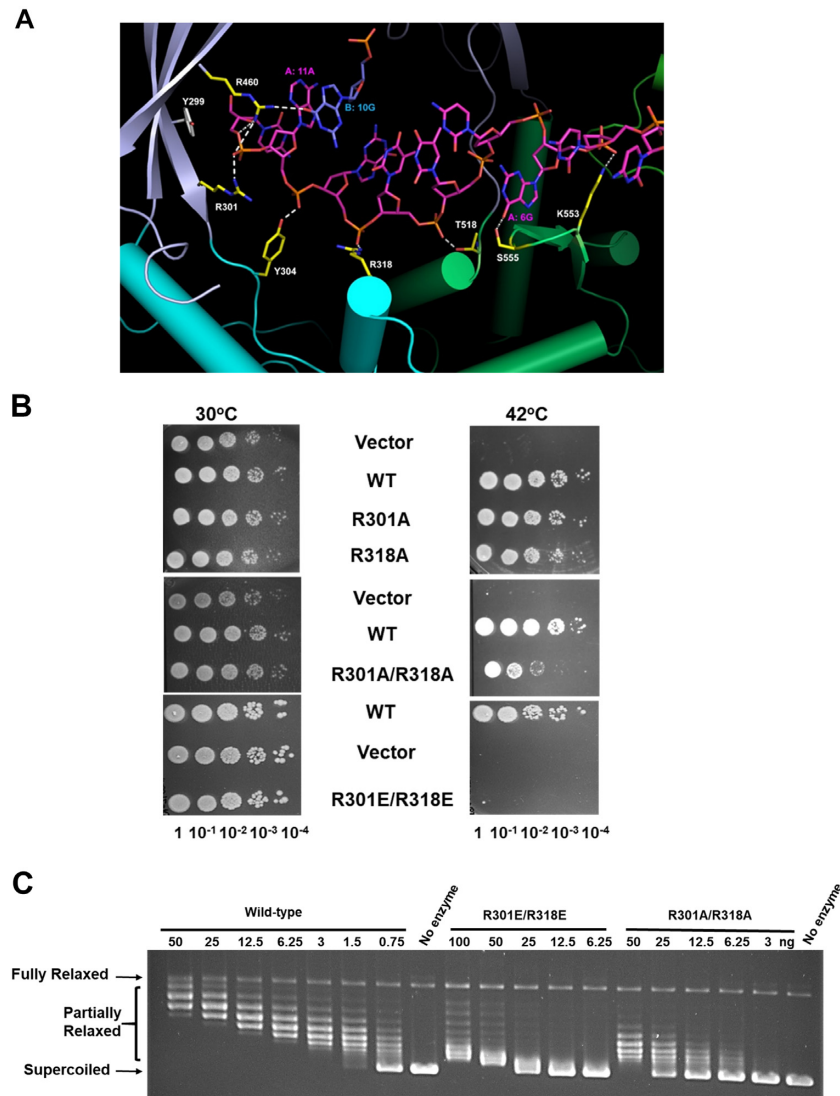 A
R460
A: 11A
B: 10G
Y299
R301
Y304
R318
T518
A: 6G
S555
K553
B
30°C
42°C
Vector
WT
R301A
R318A
Vector
WT
R301A/R318A
WT
Vector
R301E/R318E
1 10-1 10-2 10-3 10-4
1 10-1 10-2 10-3 10-4
C
Wild-type
No enzyme
R301E/R318E
R301A/R318A
No enzyme
50 25 12.5 6.25 3 1.5 0.75 100 50 25 12.5 6.25 50 25 12.5 6.25 3 ng
Fully Relaxed
Partially
Relaxed
Supercoiled